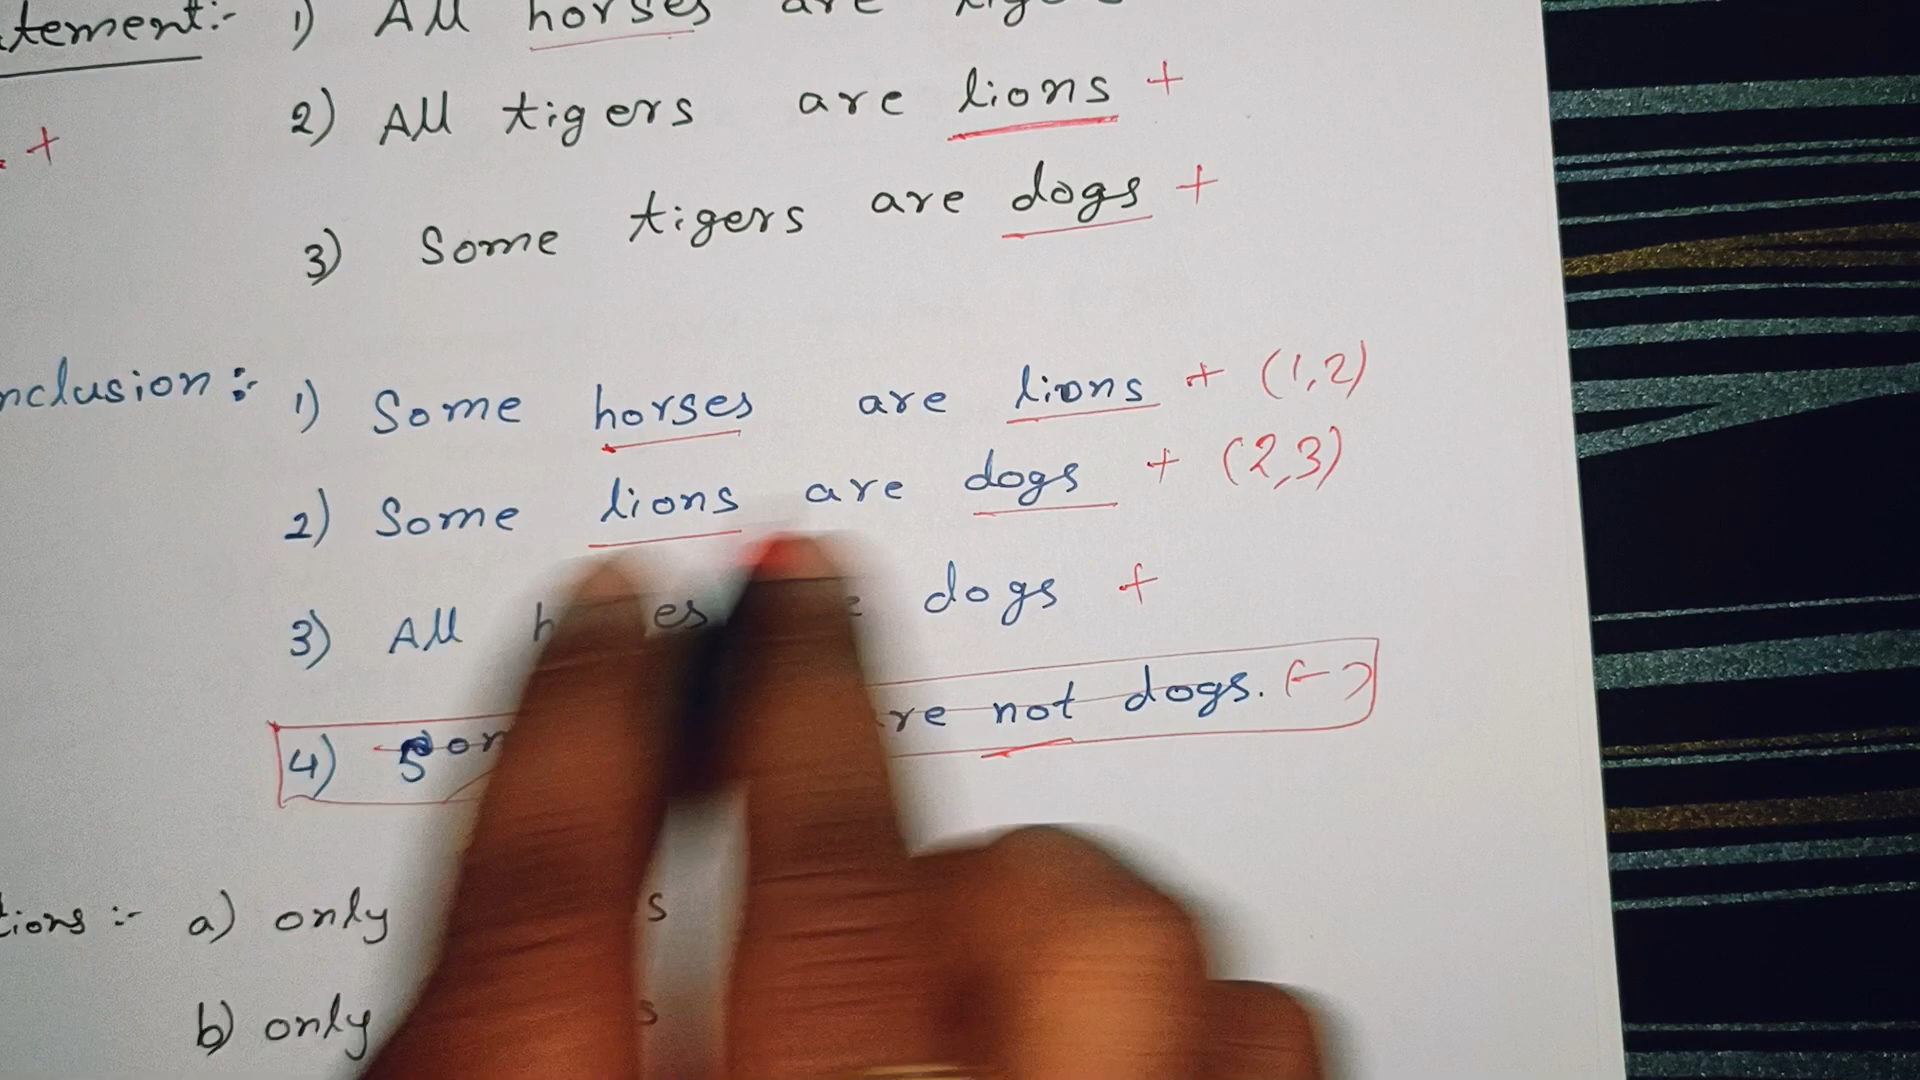 tement:- 1) All horses are
2) All tigers are lions +
+
3) Some tigers are dogs +
nclusion :- 1) Some horses are lions + (1,2)
2) Some lions are dogs + (2,3)
3) All dogs +
4) not dogs. (-)
tions :- a) only
b) only